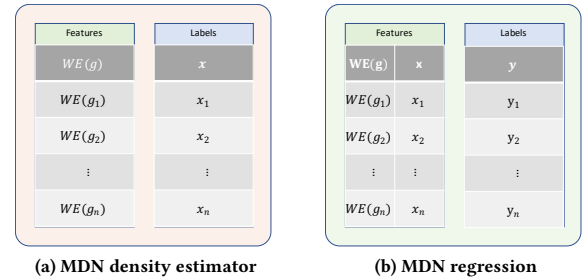 Features Labels
WE(g) x
WE(g₁) x₁
WE(g₂) x₂
⋮ ⋮
WE(gₙ) xₙ
(a) MDN density estimator
Features Labels
WE(g) x y
WE(g₁) x₁ y₁
WE(g₂) x₂ y₂
⋮ ⋮ ⋮
WE(gₙ) xₙ yₙ
(b) MDN regression